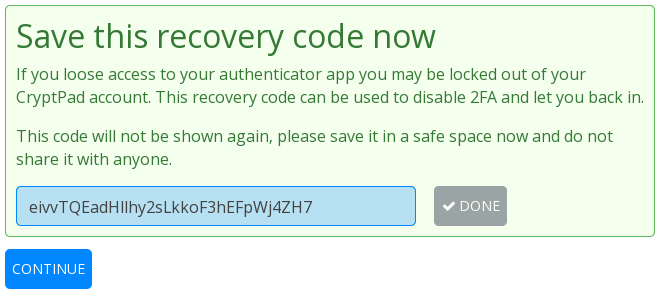 Save this recovery code now
If you loose access to your authenticator app you may be locked out of your
CryptPad account. This recovery code can be used to disable 2FA and let you back in.
This code will not be shown again, please save it in a safe space now and do not
share it with anyone.
eivvTQEadHllhy2sLkkoF3hEFpWj4ZH7
DONE
CONTINUE